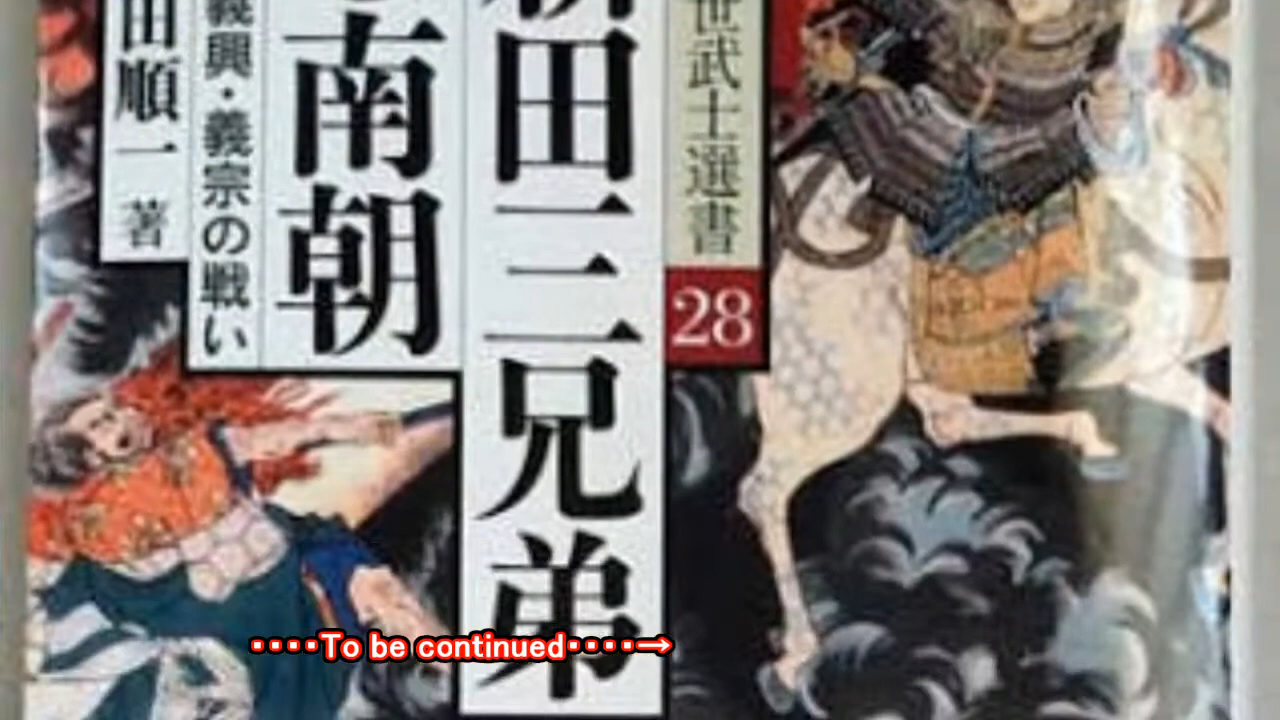 世武士選書
28
田三兄弟
南朝
義興・義宗の戦い
田順一 著
‥‥To be continued‥‥→